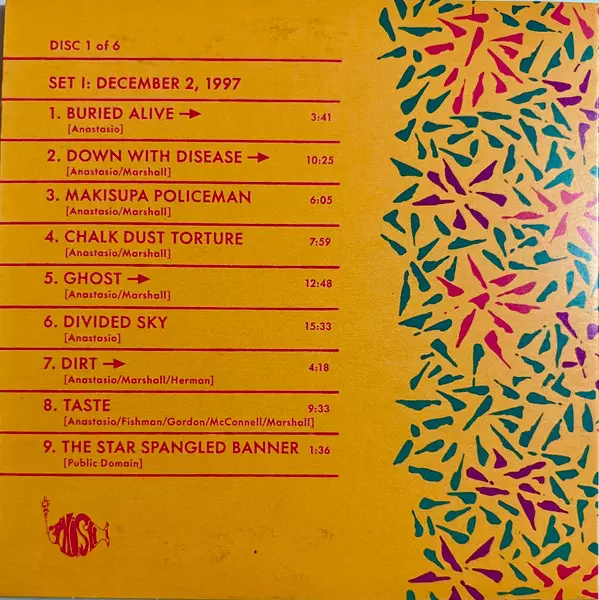 DISC 1 of 6
SET I: DECEMBER 2, 1997
1. BURIED ALIVE → 3:41
[Anastasio]
2. DOWN WITH DISEASE → 10:25
[Anastasio/Marshall]
3. MAKISUPA POLICEMAN 6:05
[Anastasio/Marshall]
4. CHALK DUST TORTURE 7:59
[Anastasio/Marshall]
5. GHOST → 12:48
[Anastasio/Marshall]
6. DIVIDED SKY 15:33
[Anastasio]
7. DIRT → 4:18
[Anastasio/Marshall/Herman]
8. TASTE 9:33
[Anastasio/Fishman/Gordon/McConnell/Marshall]
9. THE STAR SPANGLED BANNER 1:36
[Public Domain]
PHISH